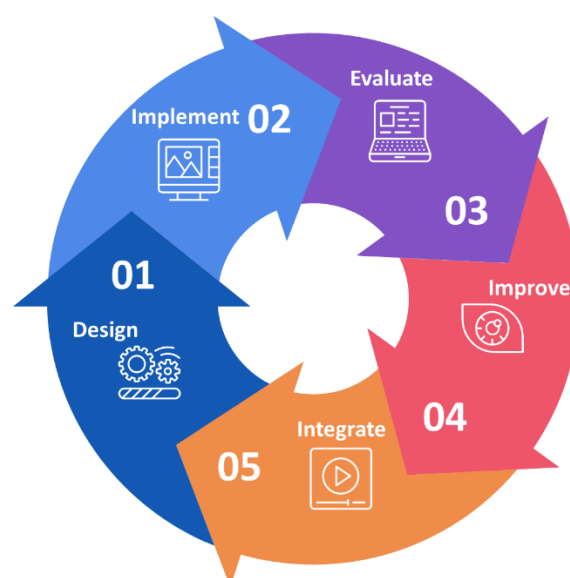 01
Design
Implement 02
Evaluate
03
Improve
04
Integrate
05